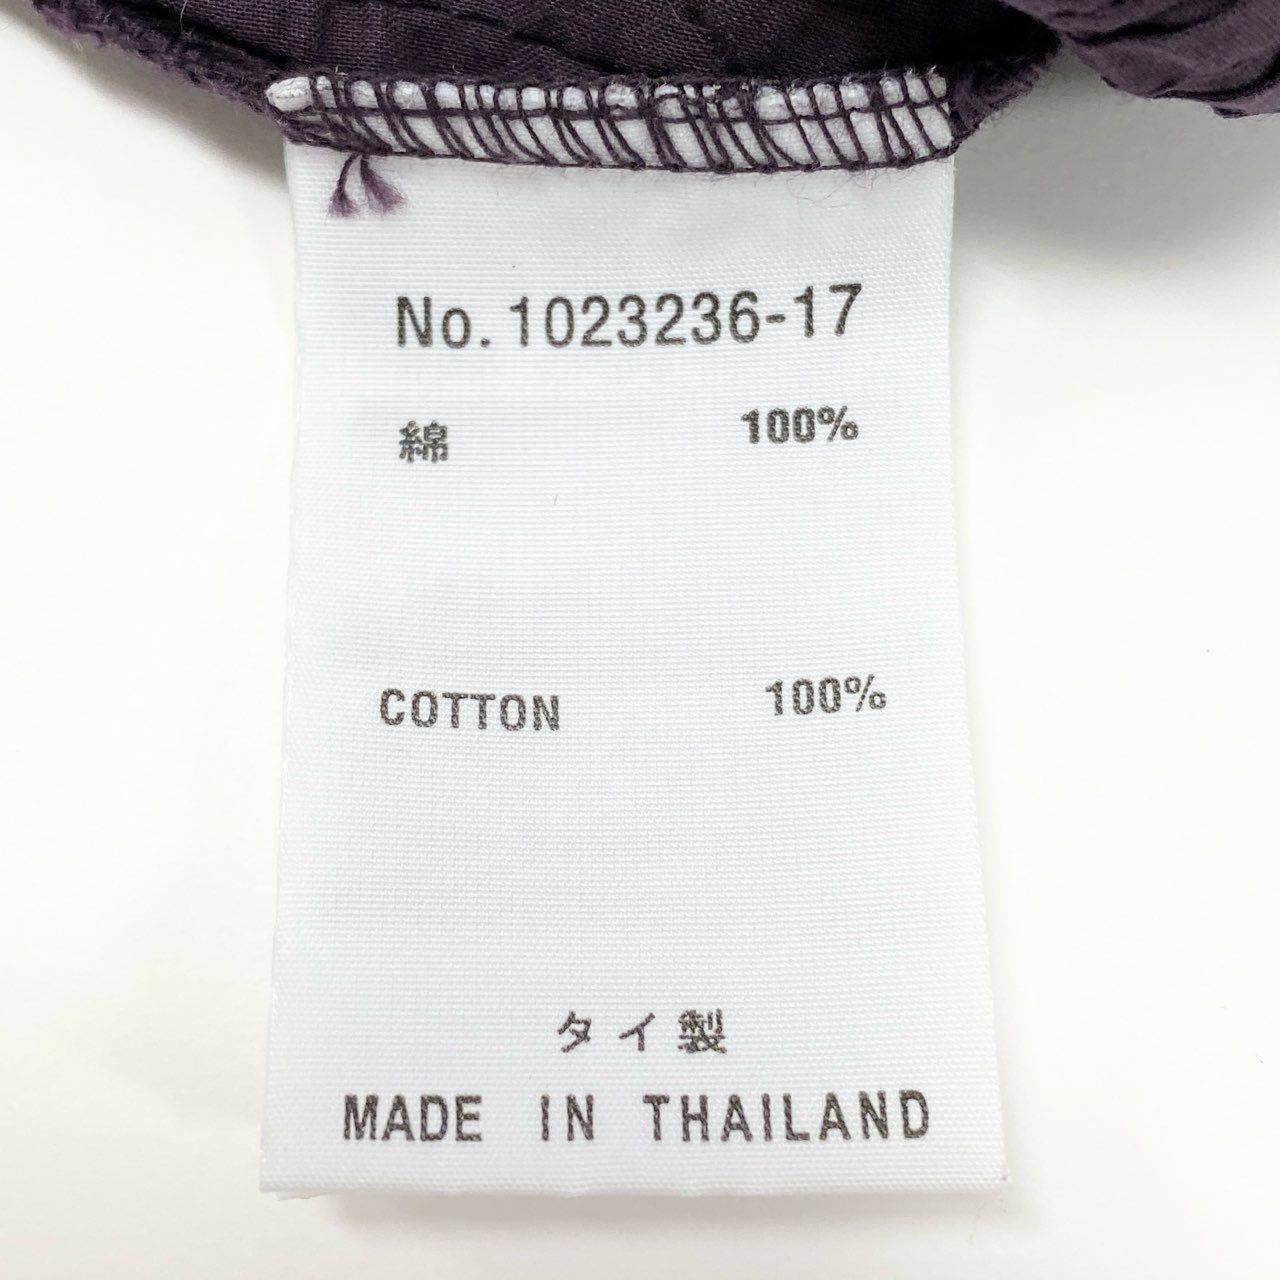 No. 1023236-17
綿 100%
COTTON 100%
タイ製
MADE IN THAILAND